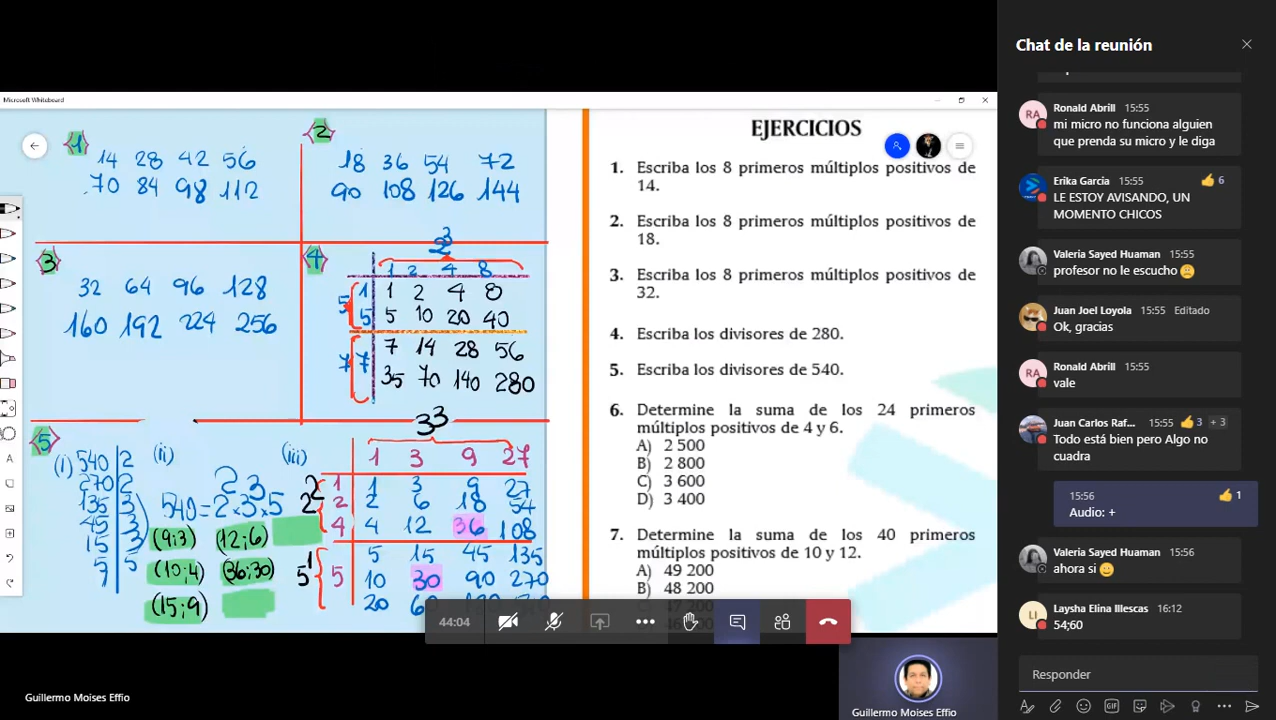 Microsoft Whiteboard
1
14 28 42 56
70 84 98 112
2
18 36 54 72
90 108 126 144
3
32 64 96 128
160 192 224 256
4
2³
1 2 4 8
5 1 1 2 4 8
5 5 10 20 40
7 7 7 14 28 56
35 70 140 280
5
(i) 540 2
270 2
135 3
45 3
15 3
5
(ii)
540=2²×3³×5
(9;3) (12;6)
(10;4) (36;30)
(15;9)
(iii)
3³
1 3 9 27
2² 1 1 3 9 27
2 2 6 18 54
4 4 12 36 108
5¹ 5 5 15 45 135
10 30 90 270
20
EJERCICIOS
1. Escriba los 8 primeros múltiplos positivos de
14.
2. Escriba los 8 primeros múltiplos positivos de
18.
3. Escriba los 8 primeros múltiplos positivos de
32.
4. Escriba los divisores de 280.
5. Escriba los divisores de 540.
6. Determine la suma de los 24 primeros
múltiplos positivos de 4 y 6.
A) 2 500
B) 2 800
C) 3 600
D) 3 400
7. Determine la suma de los 40 primeros
múltiplos positivos de 10 y 12.
A) 49 200
B) 48 200
44:04
Guillermo Moises Effio
Guillermo Moises Effio
Chat de la reunión
RA
Ronald Abrill 15:55
mi micro no funciona alguien
que prenda su micro y le diga
Erika Garcia 15:55 6
LE ESTOY AVISANDO, UN
MOMENTO CHICOS
Valeria Sayed Huaman 15:55
profesor no le escucho
Juan Joel Loyola 15:55 Editado
Ok, gracias
RA
Ronald Abrill 15:55
vale
Juan Carlos Raf... 15:55 3 + 3
Todo está bien pero Algo no
cuadra
15:56 1
Audio: +
Valeria Sayed Huaman 15:56
ahora si
LI
Laysha Elina Illescas 16:12
54;60
Responder
GIF